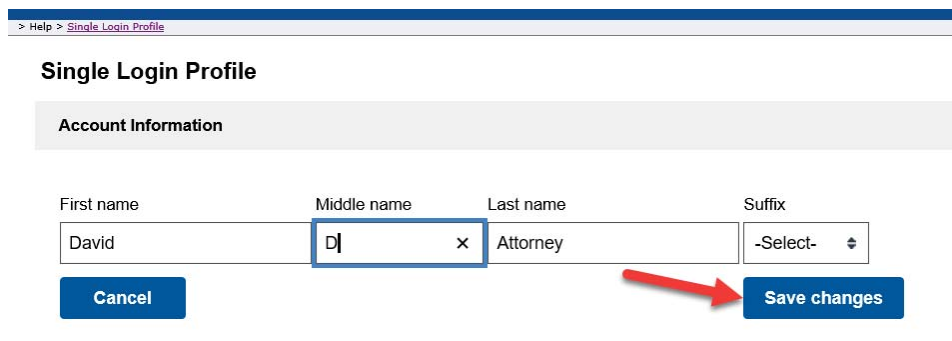 > Help > Single Login Profile
Single Login Profile
Account Information
First name Middle name Last name Suffix
David D Attorney -Select-
Cancel Save changes